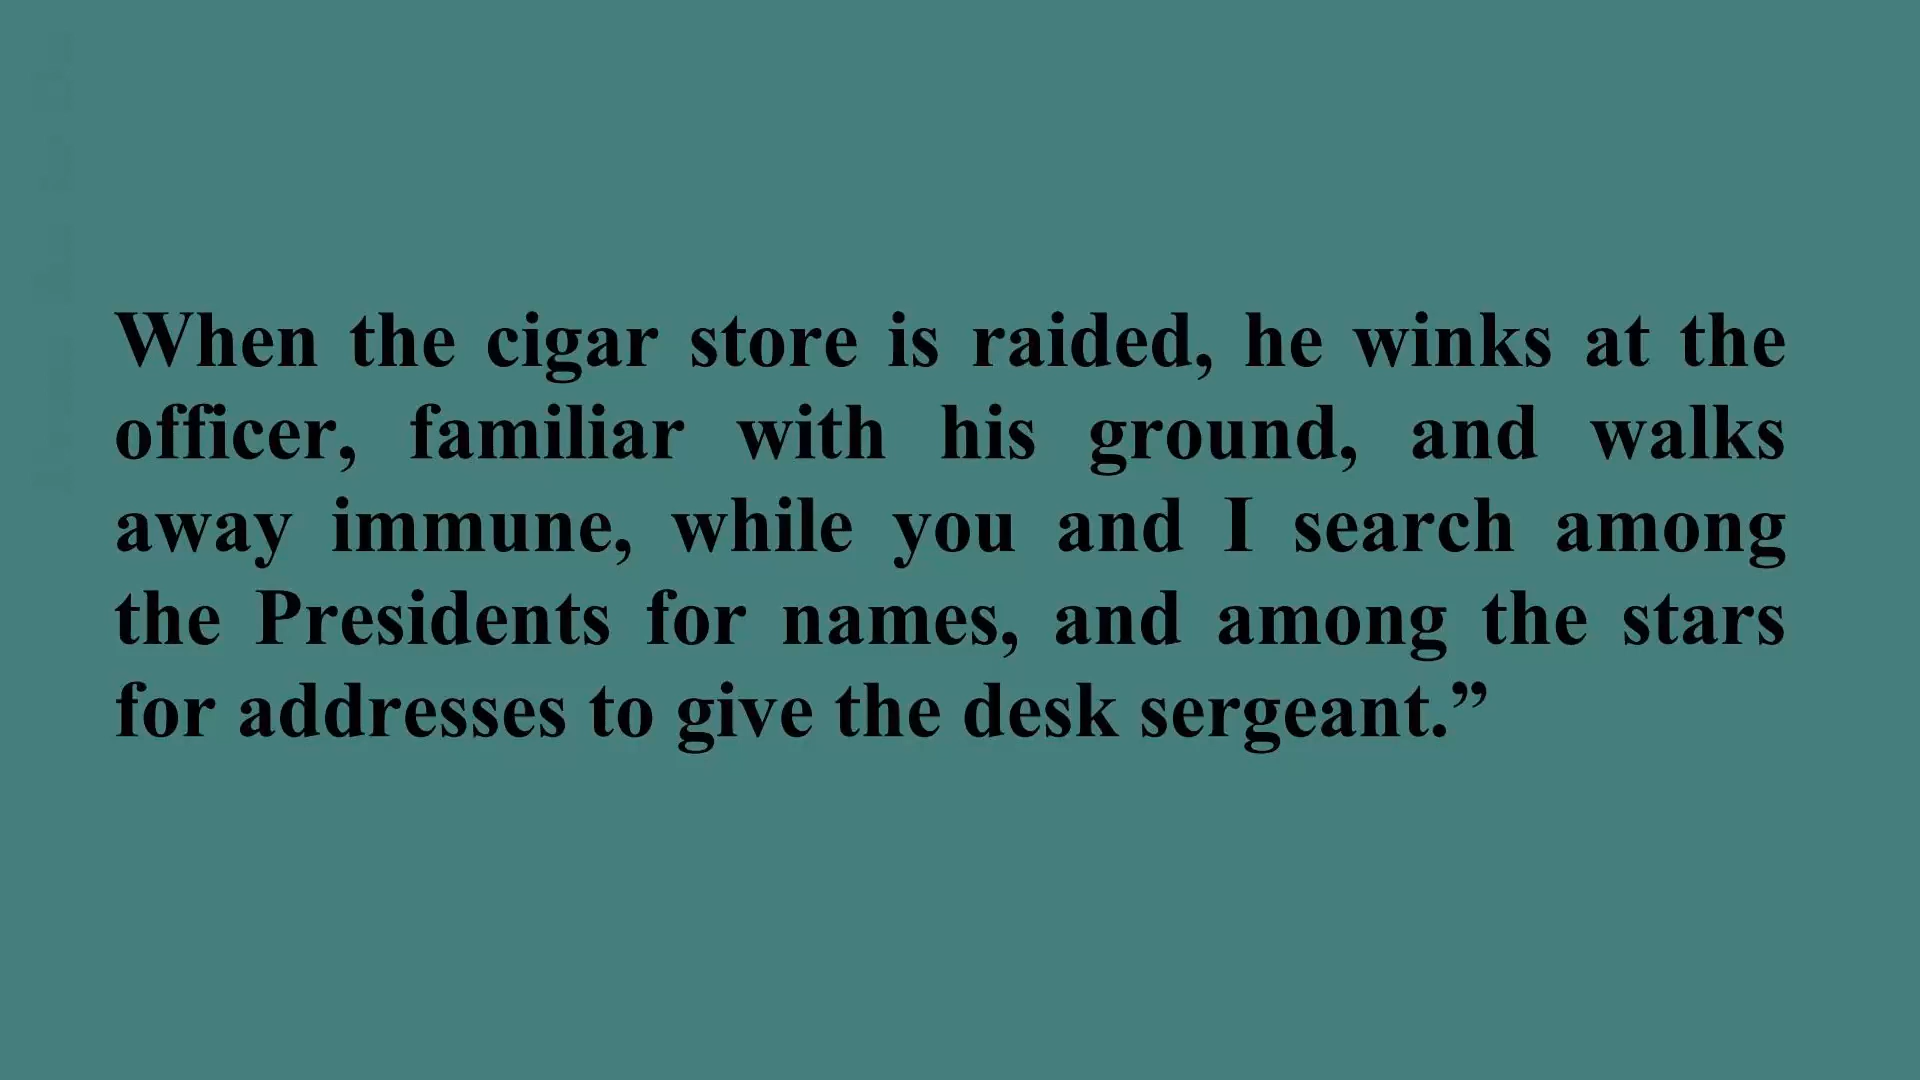 When the cigar store is raided, he winks at the
officer, familiar with his ground, and walks
away immune, while you and I search among
the Presidents for names, and among the stars
for addresses to give the desk sergeant.”